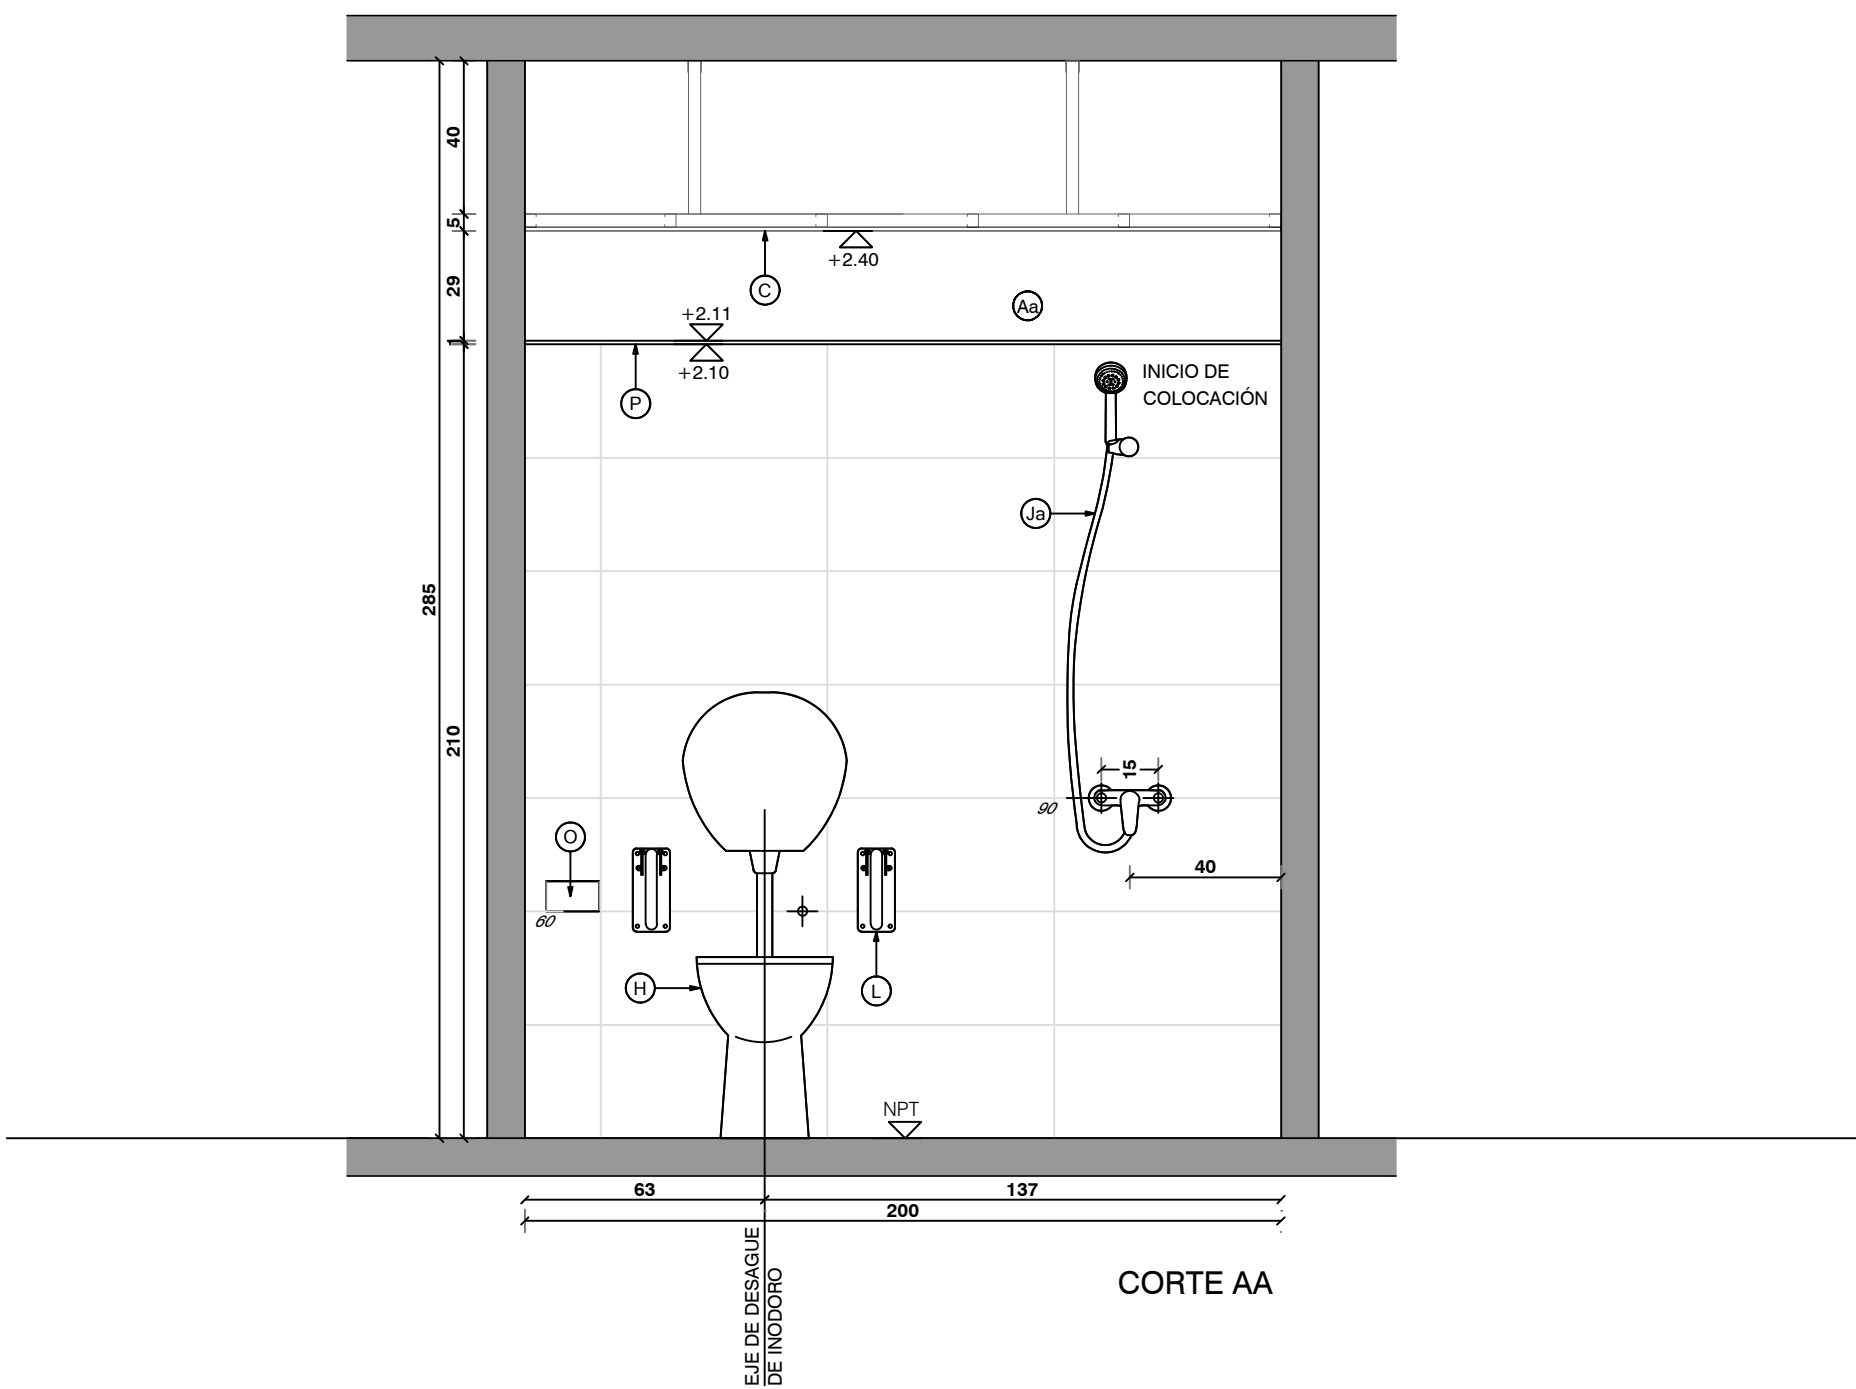 40
5
+2.40
29
C
Aa
+2.11
1
+2.10
P
INICIO DE
COLOCACIÓN
Ja
285
210
15
90
O
40
60
H
L
NPT
63
137
200
EJE DE DESAGUE
DE INODORO
CORTE AA